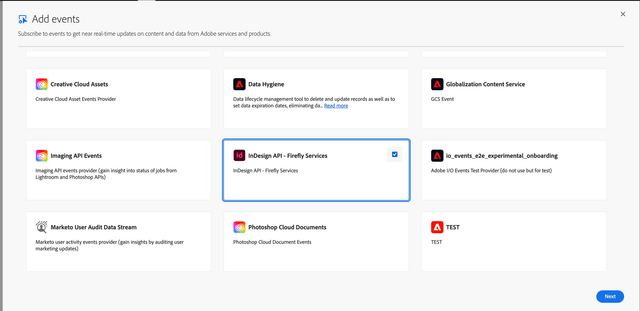 Add events
Subscribe to events to get near real-time updates on content and data from Adobe services and products.
Creative Cloud Assets
Creative Cloud Asset Events Provider
Data Hygiene
Data lifecycle management tool to delete and update records as well as to
set data expiration dates, eliminating da.. Read more
Globalization Content Service
GCS Event
Imaging API Events
Imaging API events provider (gain insight into status of jobs from
Lightroom and Photoshop APIs)
Id
InDesign API - Firefly Services
InDesign API - Firefly Services
io_events_e2e_experimental_onboarding
Adobe I/O Events Test Provider (do not use but for test)
Marketo User Audit Data Stream
Marketo user activity events provider (gain insights by auditing user
marketing updates)
Photoshop Cloud Documents
Photoshop Cloud Document Events
TEST
TEST
Next